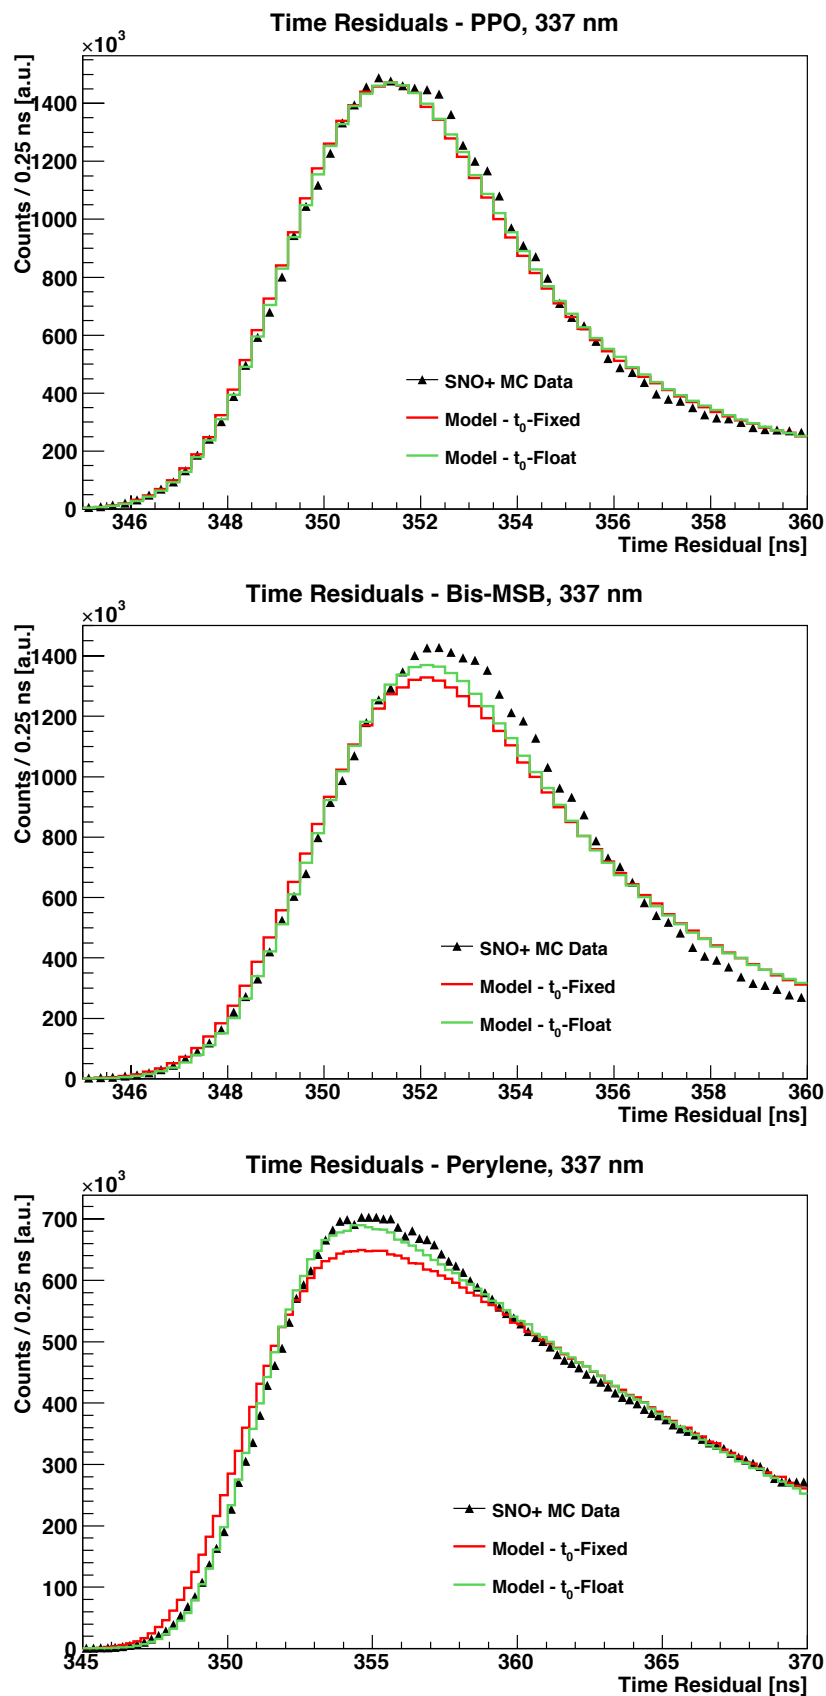 Time Residuals - PPO, 337 nm
×10³
Counts / 0.25 ns [a.u.]
1400
1200
1000
800
600
400
200
0
SNO+ MC Data
Model - t₀-Fixed
Model - t₀-Float
346 348 350 352 354 356 358 360
Time Residual [ns]
Time Residuals - Bis-MSB, 337 nm
×10³
Counts / 0.25 ns [a.u.]
1400
1200
1000
800
600
400
200
0
SNO+ MC Data
Model - t₀-Fixed
Model - t₀-Float
346 348 350 352 354 356 358 360
Time Residual [ns]
Time Residuals - Perylene, 337 nm
×10³
Counts / 0.25 ns [a.u.]
700
600
500
400
300
200
100
0
SNO+ MC Data
Model - t₀-Fixed
Model - t₀-Float
345 350 355 360 365 370
Time Residual [ns]